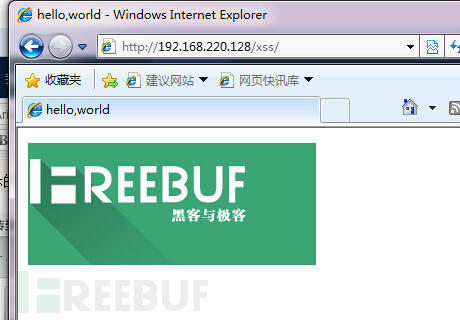 hello,world - Windows Internet Explorer
http://192.168.220.128/xss/
收藏夹 建议网站 网页快讯库
hello,world
FREEBUF
黑客与极客
FREEBUF